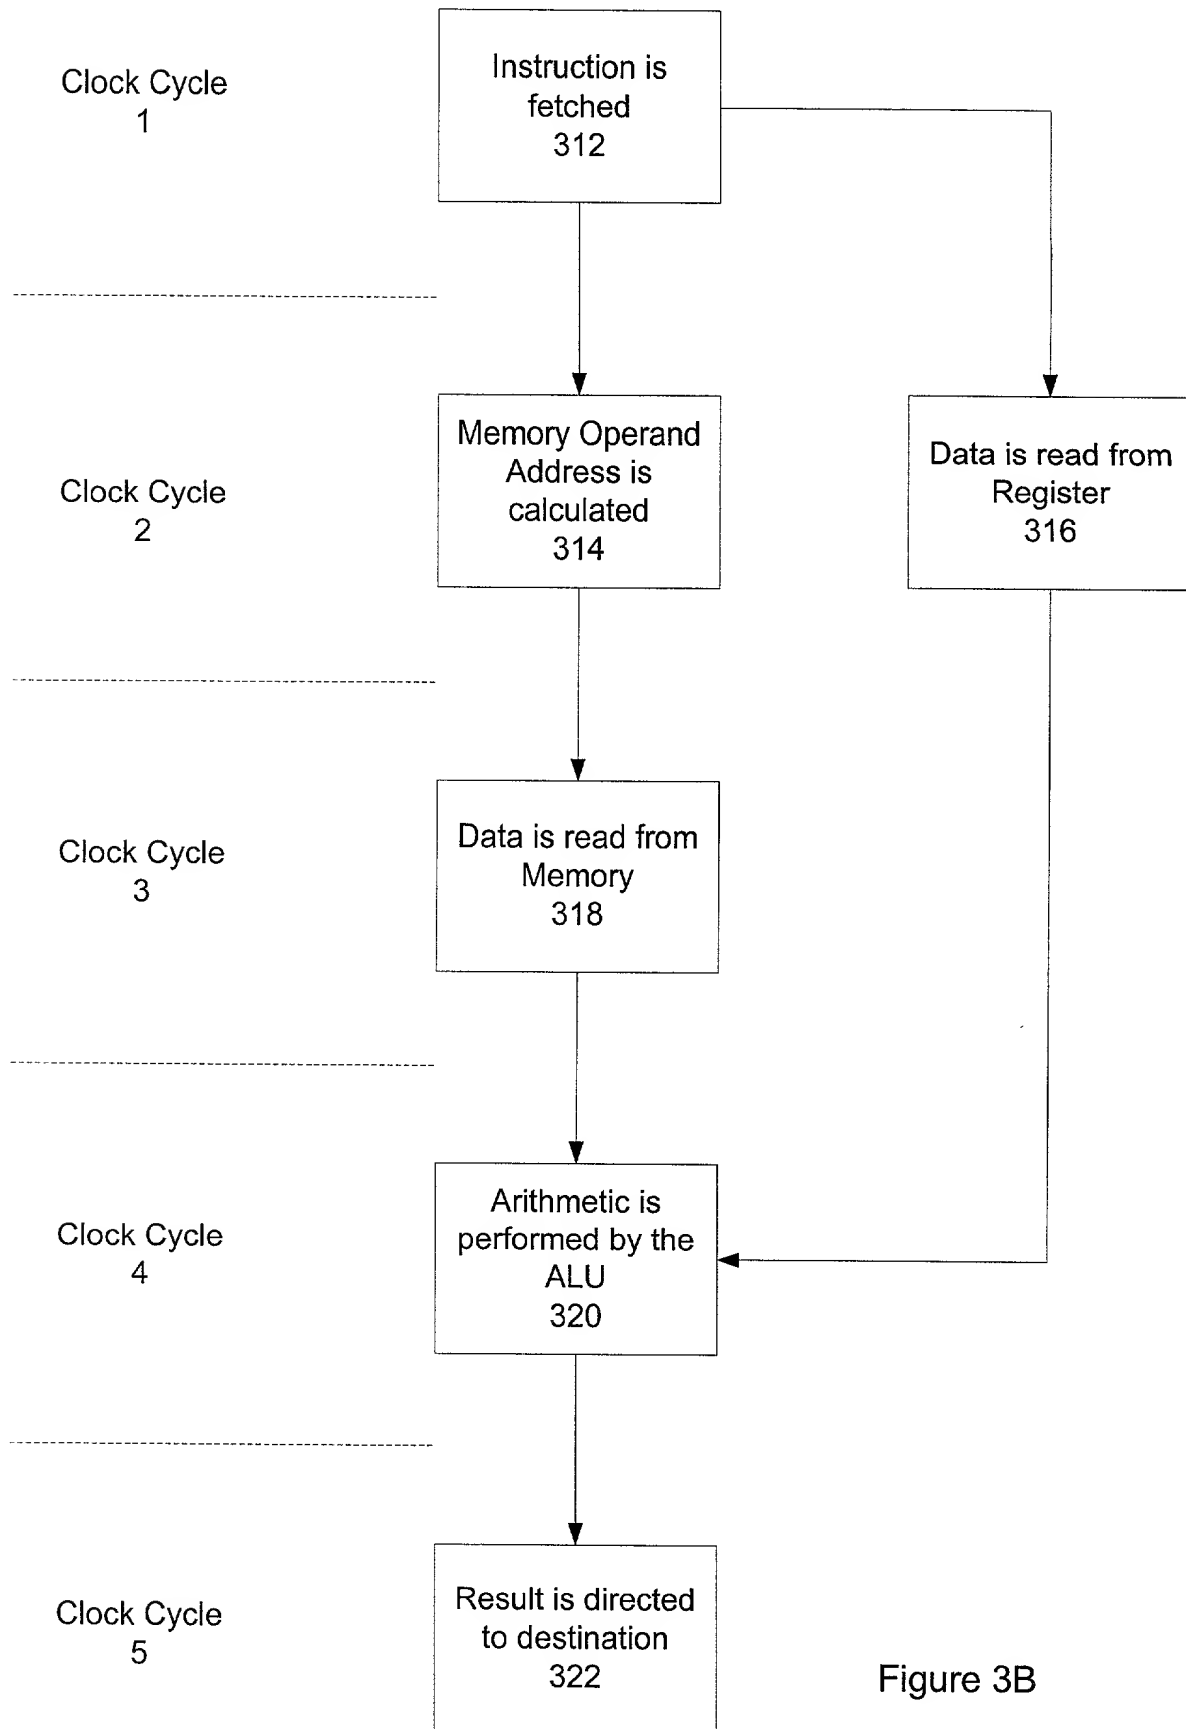 Clock Cycle
1
Instruction is
fetched
312
Clock Cycle
2
Memory Operand
Address is
calculated
314
Data is read from
Register
316
Clock Cycle
3
Data is read from
Memory
318
Clock Cycle
4
Arithmetic is
performed by the
ALU
320
Clock Cycle
5
Result is directed
to destination
322
Figure 3B